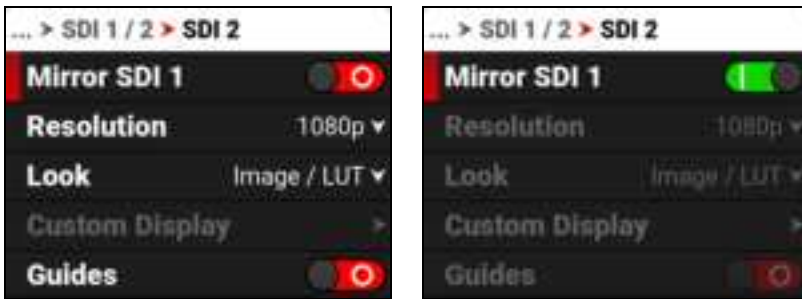 ... > SDI 1 / 2 > SDI 2
Mirror SDI 1
Resolution 1080p
Look Image / LUT
Custom Display >
Guides
... > SDI 1 / 2 > SDI 2
Mirror SDI 1
Resolution 1080p
Look Image / LUT
Custom Display >
Guides